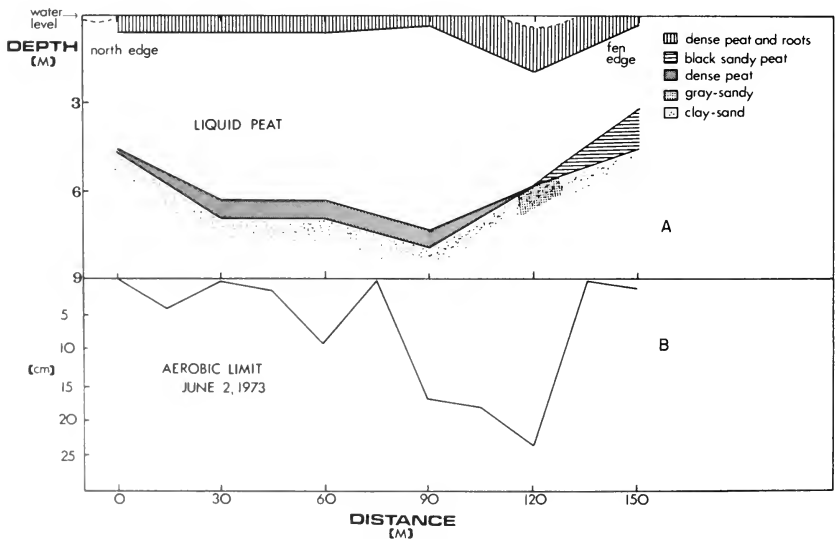 water
level
DEPTH
[M]
north edge
fen
edge
dense peat and roots
black sandy peat
dense peat
gray-sandy
clay-sand
3
LIQUID PEAT
6
A
9
5
10
B
[cm]
AEROBIC LIMIT
JUNE 2, 1973
15
20
25
0 30 60 90 120 150
DISTANCE
[M]